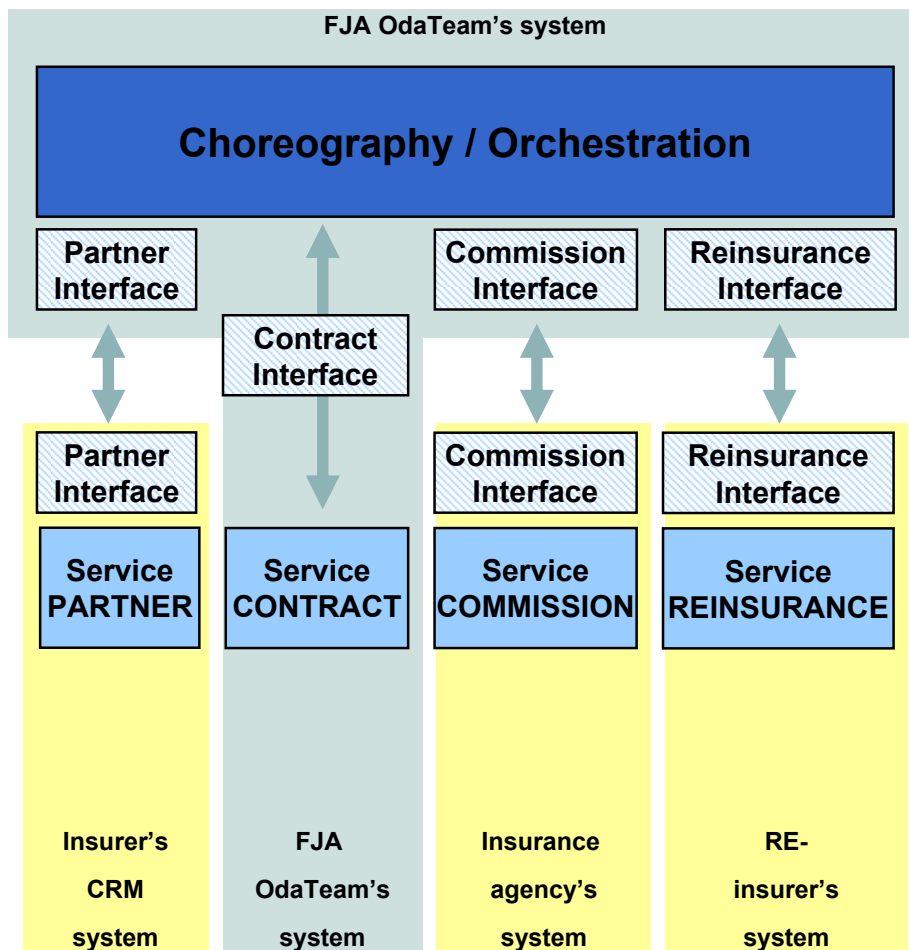 FJA OdaTeam's system
Choreography / Orchestration
Partner
Interface
Commission
Interface
Reinsurance
Interface
Contract
Interface
Partner
Interface
Commission
Interface
Reinsurance
Interface
Service
PARTNER
Service
CONTRACT
Service
COMMISSION
Service
REINSURANCE
Insurer's
CRM
system
FJA
OdaTeam's
system
Insurance
agency's
system
RE-
insurer's
system